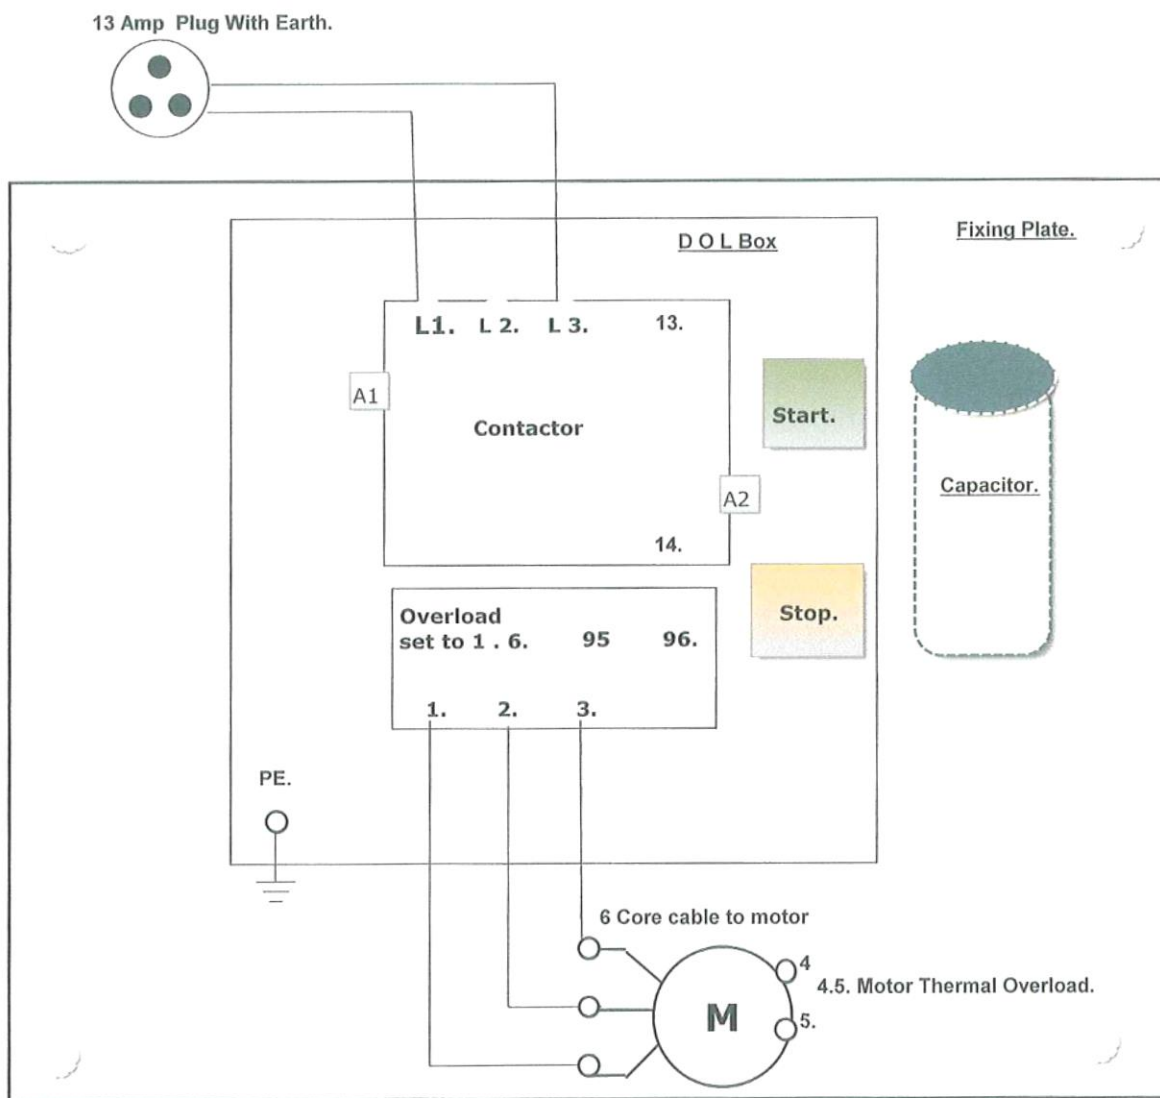 13 Amp Plug With Earth.
D O L Box
Fixing Plate.
L1. L 2. L 3. 13.
A1
Start.
Contactor
Capacitor.
A2
14.
Overload
set to 1 . 6. 95 96.
Stop.
1. 2. 3.
PE.
6 Core cable to motor
4
4.5. Motor Thermal Overload.
M
5.